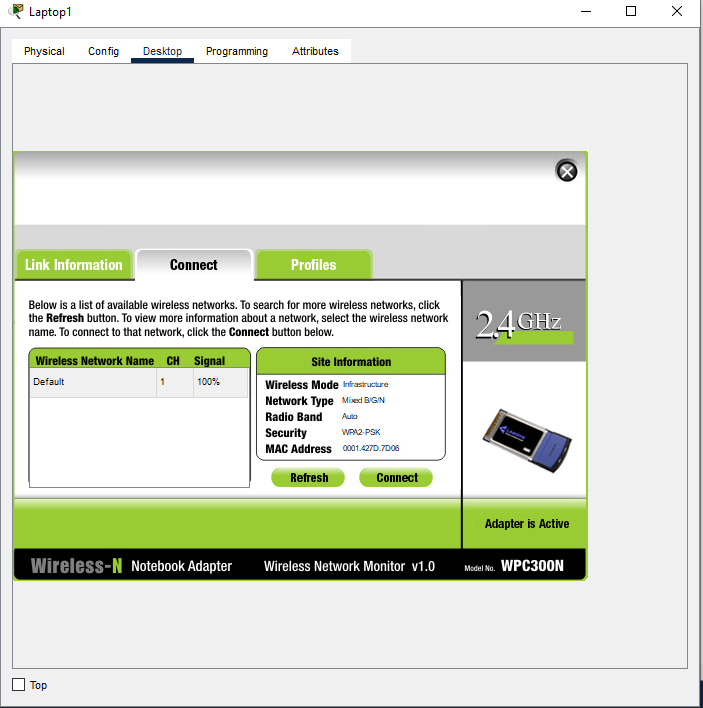 Laptop1
Physical Config Desktop Programming Attributes
Link Information Connect Profiles
Below is a list of available wireless networks. To search for more wireless networks, click
the Refresh button. To view more information about a network, select the wireless network
name. To connect to that network, click the Connect button below.
2.4GHz
Wireless Network Name CH Signal
Default 1 100%
Site Information
Wireless Mode Infrastructure
Network Type Mixed B/G/N
Radio Band Auto
Security WPA2-PSK
MAC Address 0001.427D.7D06
Refresh Connect
Adapter is Active
Wireless-N Notebook Adapter Wireless Network Monitor v1.0 Model No. WPC300N
Top